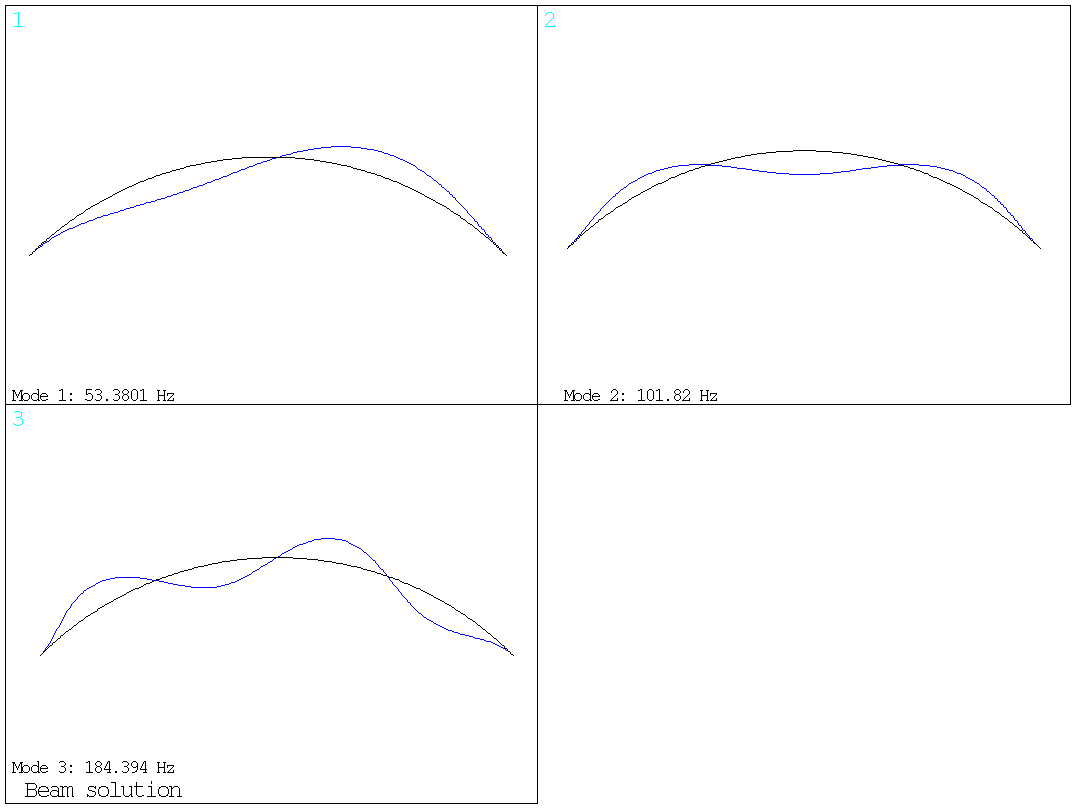 1
2
Mode 1: 53.3801 Hz
Mode 2: 101.82 Hz
3
Mode 3: 184.394 Hz
Beam solution